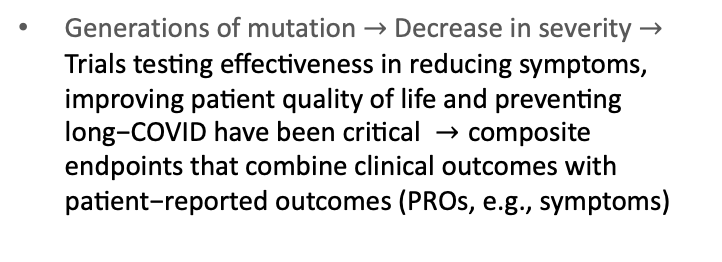 • Generations of mutation → Decrease in severity →
Trials testing effectiveness in reducing symptoms,
improving patient quality of life and preventing
long−COVID have been critical → composite
endpoints that combine clinical outcomes with
patient−reported outcomes (PROs, e.g., symptoms)